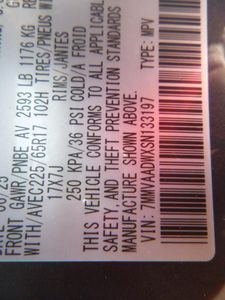 FRONT GAWR/PNBE.AV 2593 LB 1176 KG
WITH/AVEC225/65R17 102H TIRES/PNEUS
17X7J RIMS/JANTES
250 KPA/36 PSI COLD/A FROID
THIS VEHICLE CONFORMS TO ALL APPLICABLE
SAFETY,AND THEFT PREVENTION STANDARDS
MANUFACTURE SHOWN ABOVE.
VIN: 7MMVAADWXSN133197 TYPE: MPV